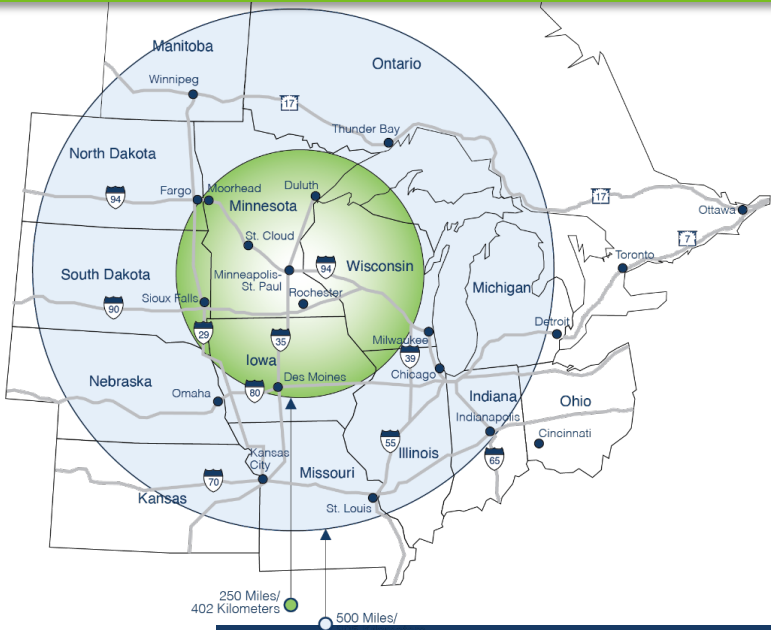 Manitoba
Ontario
Winnipeg
17
Thunder Bay
North Dakota
94
Fargo
Moorhead
Duluth
Minnesota
17
Ottawa
7
St. Cloud
Toronto
South Dakota
Minneapolis-
St. Paul
94
Wisconsin
Michigan
90
Sioux Falls
Rochester
29
35
Milwaukee
Detroit
39
Iowa
Chicago
Nebraska
80
Des Moines
Omaha
Indiana
Ohio
Indianapolis
55
Cincinnati
Kansas
City
Illinois
65
Missouri
70
Kansas
St. Louis
250 Miles/
402 Kilometers
500 Miles/